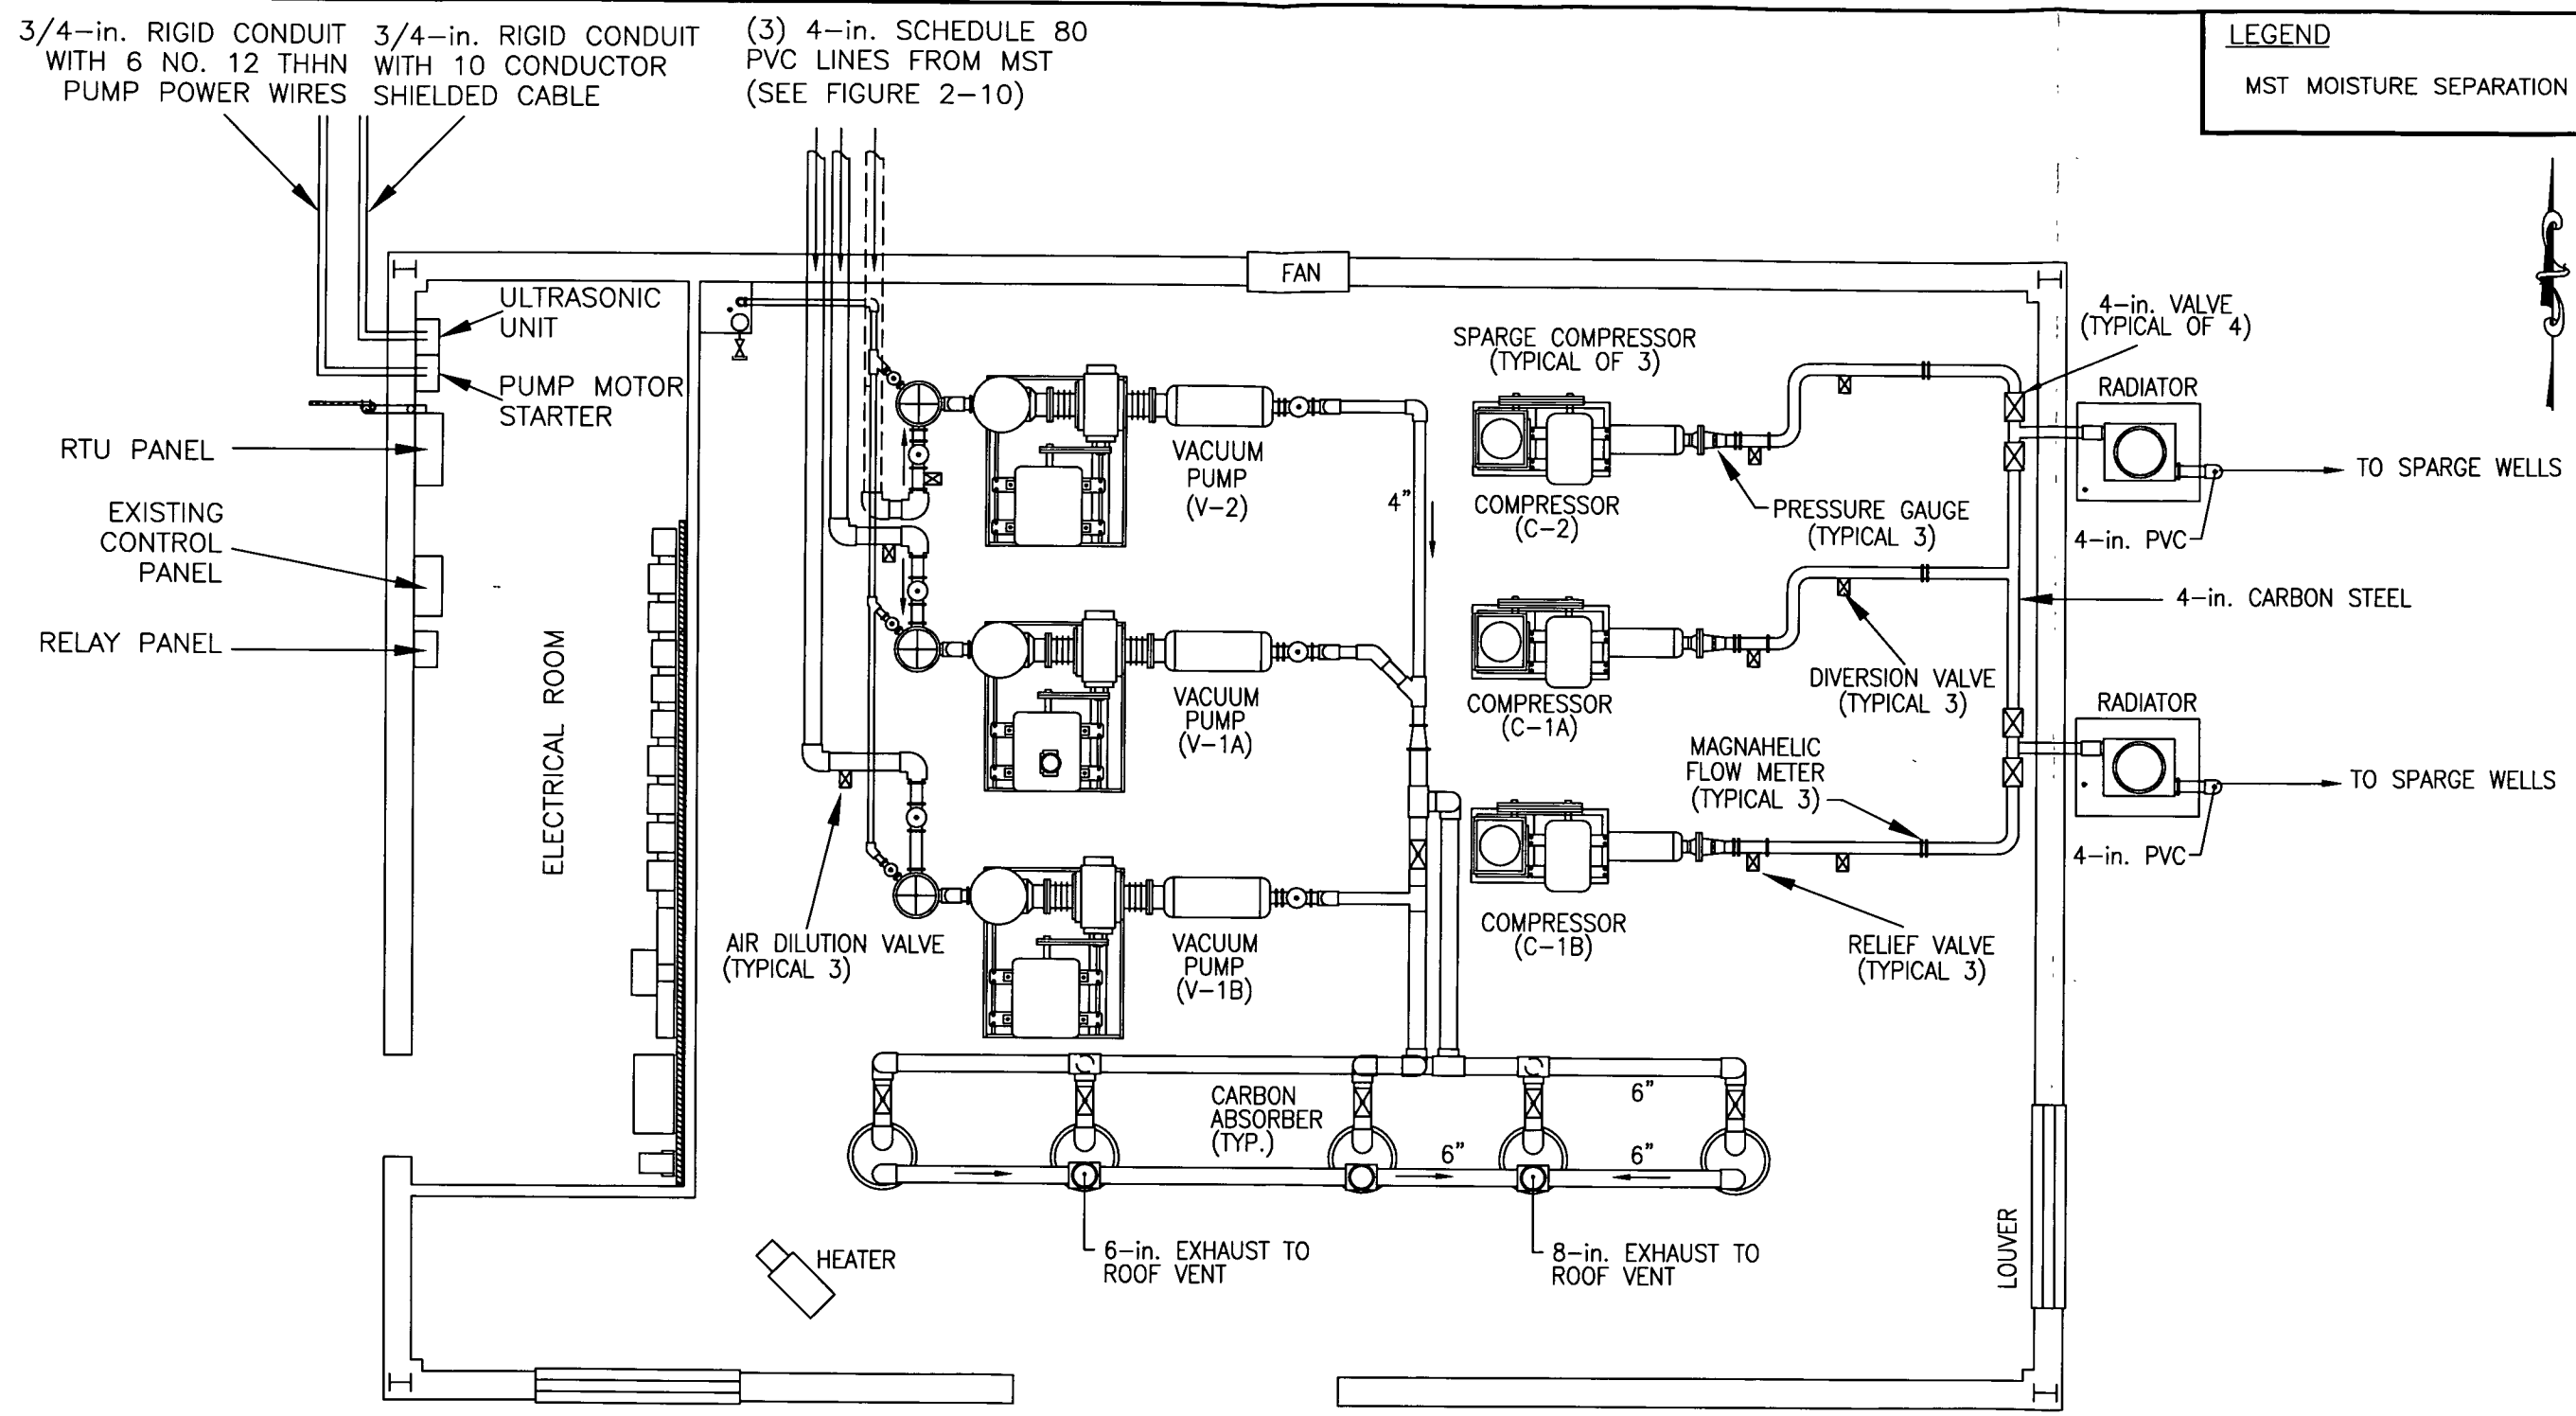 3/4-in. RIGID CONDUIT
WITH 6 NO. 12 THHN
PUMP POWER WIRES
3/4-in. RIGID CONDUIT
WITH 10 CONDUCTOR
SHIELDED CABLE
(3) 4-in. SCHEDULE 80
PVC LINES FROM MST
(SEE FIGURE 2-10)
LEGEND
MST MOISTURE SEPARATION
FAN
ULTRASONIC
UNIT
PUMP MOTOR
STARTER
RTU PANEL
EXISTING
CONTROL
PANEL
RELAY PANEL
ELECTRICAL ROOM
VACUUM
PUMP
(V-2)
4"
SPARGE COMPRESSOR
(TYPICAL OF 3)
COMPRESSOR
(C-2)
PRESSURE GAUGE
(TYPICAL 3)
4-in. VALVE
(TYPICAL OF 4)
RADIATOR
TO SPARGE WELLS
4-in. PVC
4-in. CARBON STEEL
VACUUM
PUMP
(V-1A)
COMPRESSOR
(C-1A)
DIVERSION VALVE
(TYPICAL 3)
MAGNAHELIC
FLOW METER
(TYPICAL 3)
RADIATOR
TO SPARGE WELLS
4-in. PVC
AIR DILUTION VALVE
(TYPICAL 3)
VACUUM
PUMP
(V-1B)
COMPRESSOR
(C-1B)
RELIEF VALVE
(TYPICAL 3)
CARBON
ABSORBER
(TYP.)
6"
6"
6"
HEATER
6-in. EXHAUST TO
ROOF VENT
8-in. EXHAUST TO
ROOF VENT
LOUVER